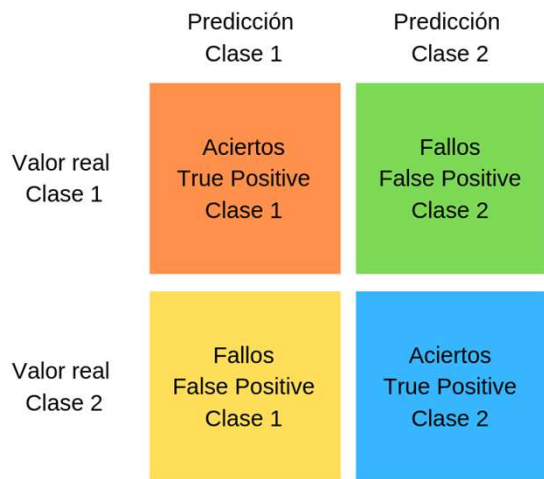 Predicción
Clase 1
Predicción
Clase 2
Valor real
Clase 1
Aciertos
True Positive
Clase 1
Fallos
False Positive
Clase 2
Valor real
Clase 2
Fallos
False Positive
Clase 1
Aciertos
True Positive
Clase 2